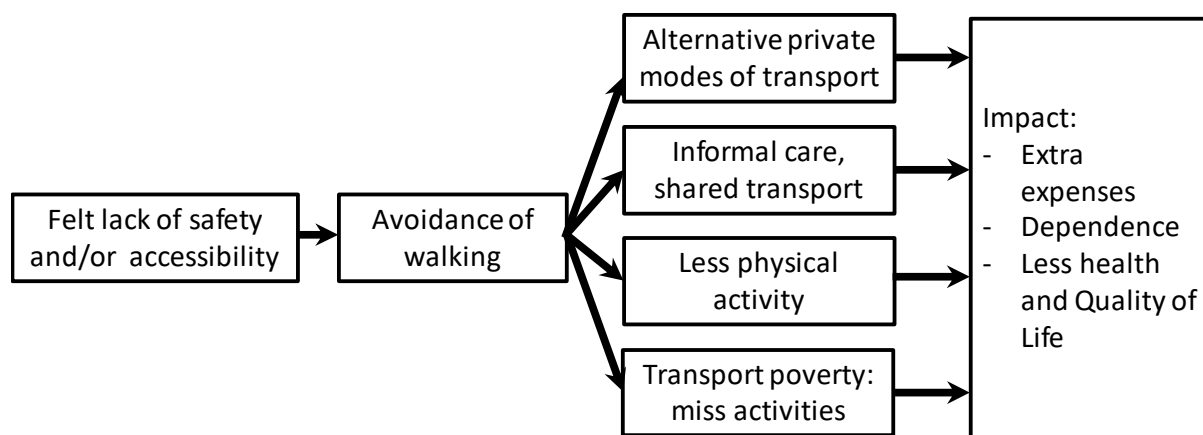 Felt lack of safety
and/or accessibility
Avoidance of
walking
Alternative private
modes of transport
Informal care,
shared transport
Less physical
activity
Transport poverty:
miss activities
Impact:
- Extra
expenses
- Dependence
- Less health
and Quality of
Life